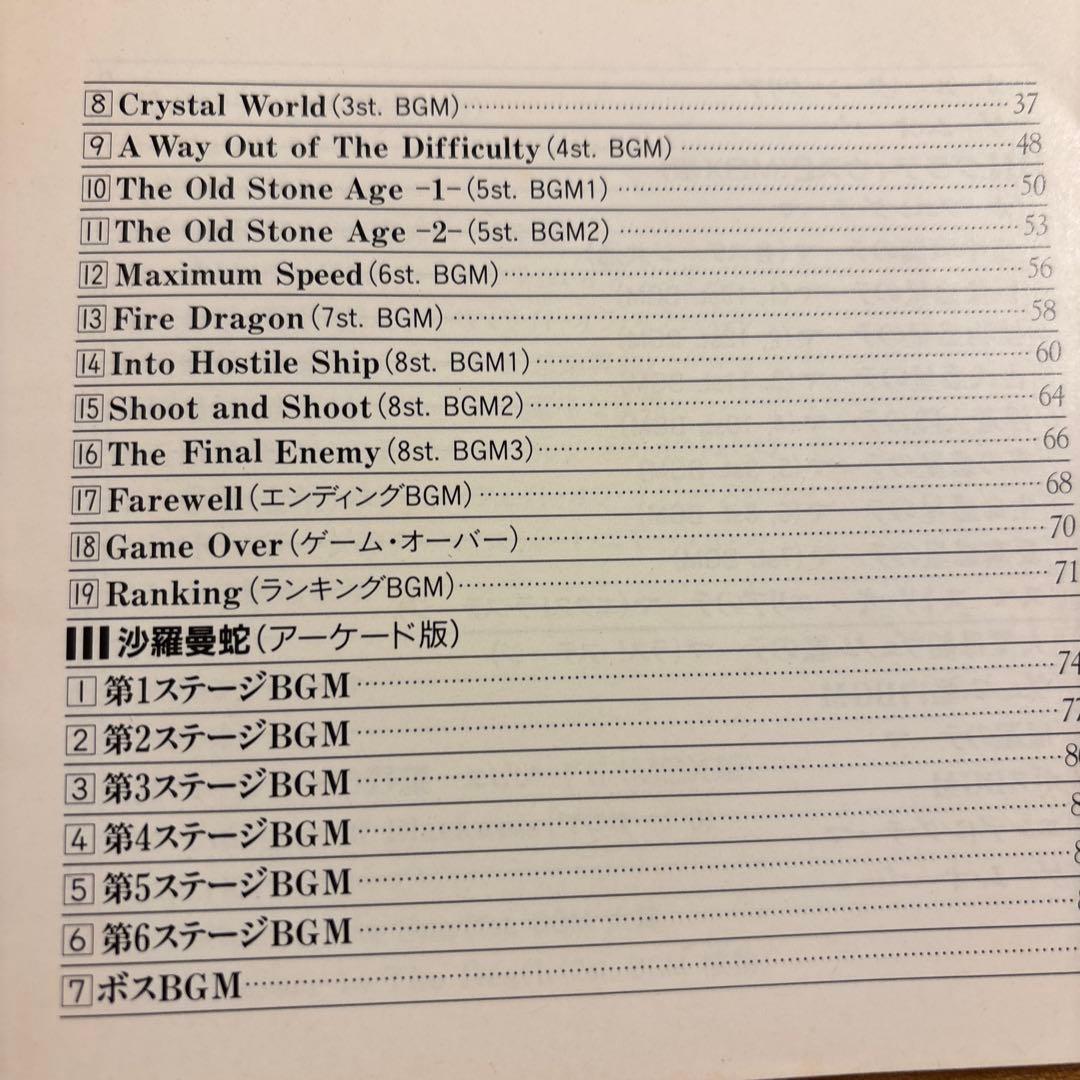 8 Crystal World(3st. BGM)……37
9 A Way Out of The Difficulty(4st. BGM)……48
10 The Old Stone Age -1-(5st. BGM1)……50
11 The Old Stone Age -2-(5st. BGM2)……53
12 Maximum Speed(6st. BGM)……56
13 Fire Dragon(7st. BGM)……58
14 Into Hostile Ship(8st. BGM1)……60
15 Shoot and Shoot(8st. BGM2)……64
16 The Final Enemy(8st. BGM3)……66
17 Farewell(エンディングBGM)……68
18 Game Over(ゲーム・オーバー)……70
19 Ranking(ランキングBGM)……71
III 沙羅曼蛇(アーケード版)
1 第1ステージBGM……74
2 第2ステージBGM……77
3 第3ステージBGM……
4 第4ステージBGM……
5 第5ステージBGM……
6 第6ステージBGM……
7 ボスBGM……